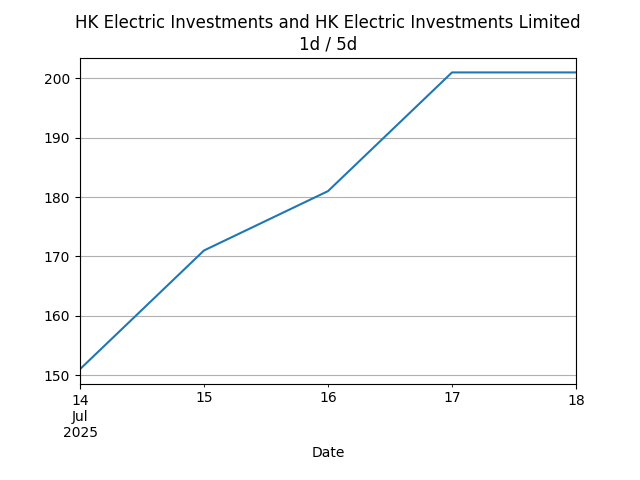 HK Electric Investments and HK Electric Investments Limited
1d / 5d
200
190
180
170
160
150
14 15 16 17 18
Jul
2025
Date